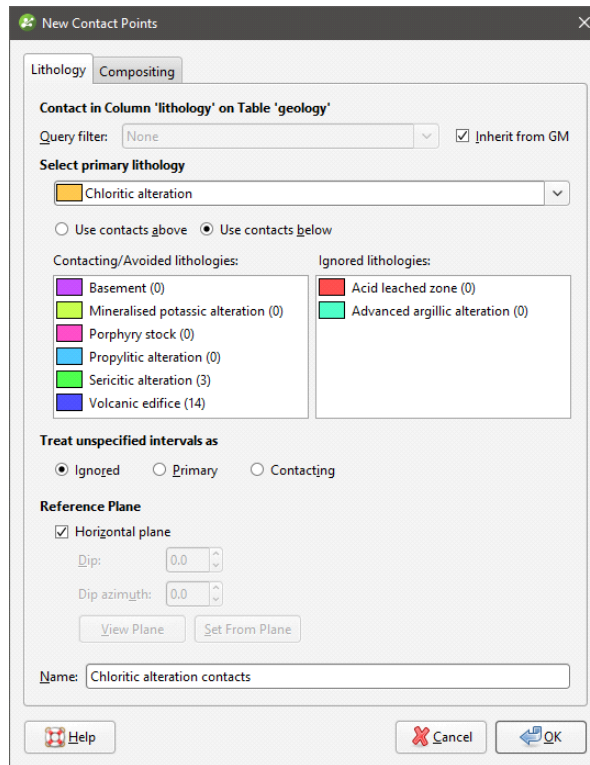 New Contact Points
Lithology Compositing
Contact in Column 'lithology' on Table 'geology'
Query filter: None Inherit from GM
Select primary lithology
Chloritic alteration
Use contacts above Use contacts below
Contacting/Avoided lithologies: Ignored lithologies:
Basement (0) Acid leached zone (0)
Mineralised potassic alteration (0) Advanced argillic alteration (0)
Porphyry stock (0)
Propylitic alteration (0)
Sericitic alteration (3)
Volcanic edifice (14)
Treat unspecified intervals as
Ignored Primary Contacting
Reference Plane
Horizontal plane
Dip: 0.0
Dip azimuth: 0.0
View Plane Set From Plane
Name: Chloritic alteration contacts
Help Cancel OK